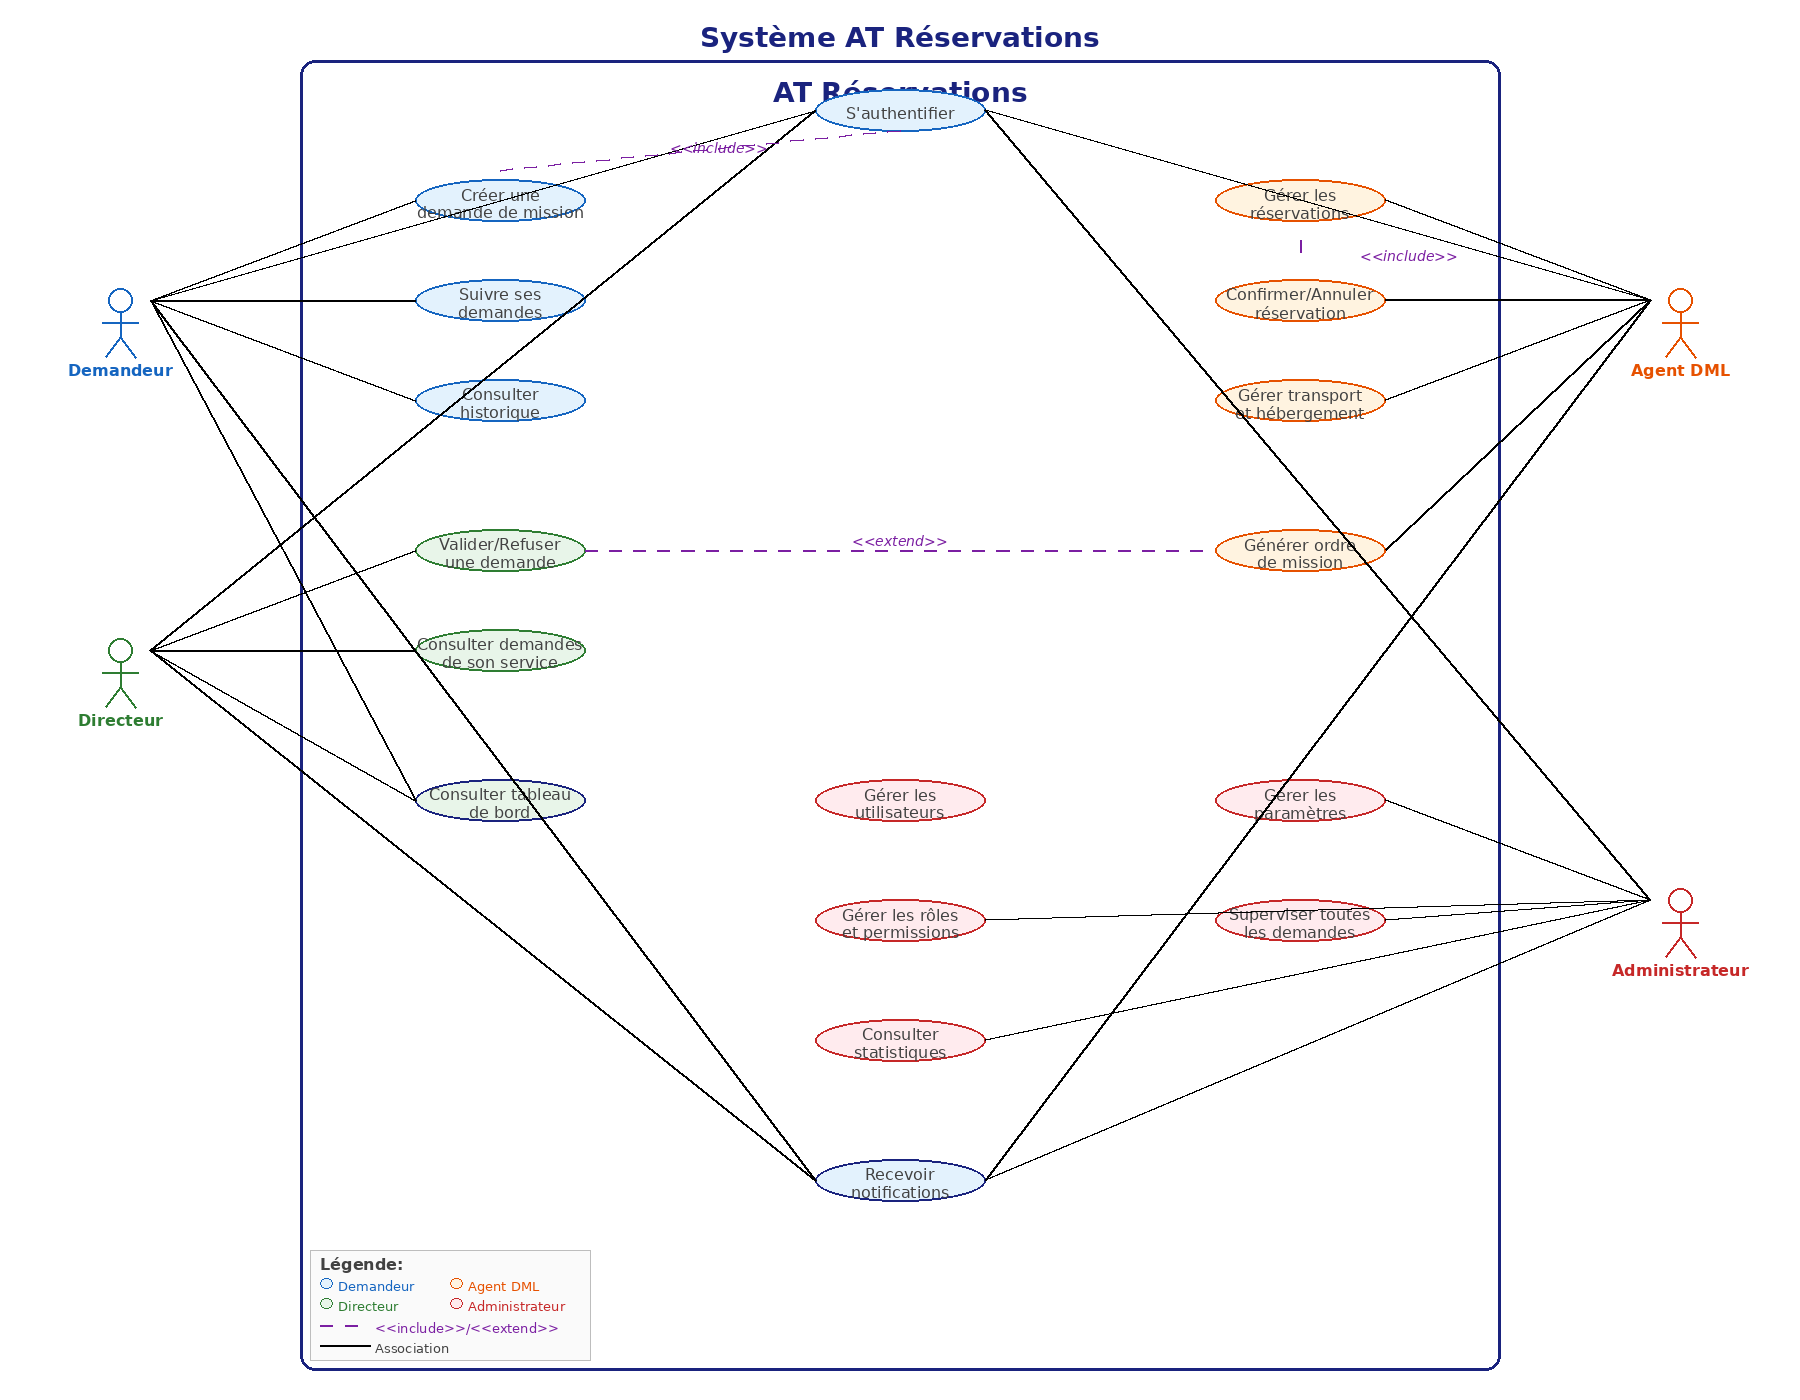 Système AT Réservations
AT Réservations
S'authentifier
<<include>>
Créer une
demande de mission
Gérer les
réservations
<<include>>
Suivre ses
demandes
Confirmer/Annuler
réservation
Demandeur
Agent DML
Consulter
historique
Gérer transport
et hébergement
Valider/Refuser
une demande
<<extend>>
Générer ordre
de mission
Consulter demandes
de son service
Directeur
Consulter tableau
de bord
Gérer les
utilisateurs
Gérer les
paramètres
Gérer les rôles
et permissions
Superviser toutes
les demandes
Administrateur
Consulter
statistiques
Recevoir
notifications
Légende:
Demandeur
Agent DML
Directeur
Administrateur
<<include>>/<<extend>>
Association